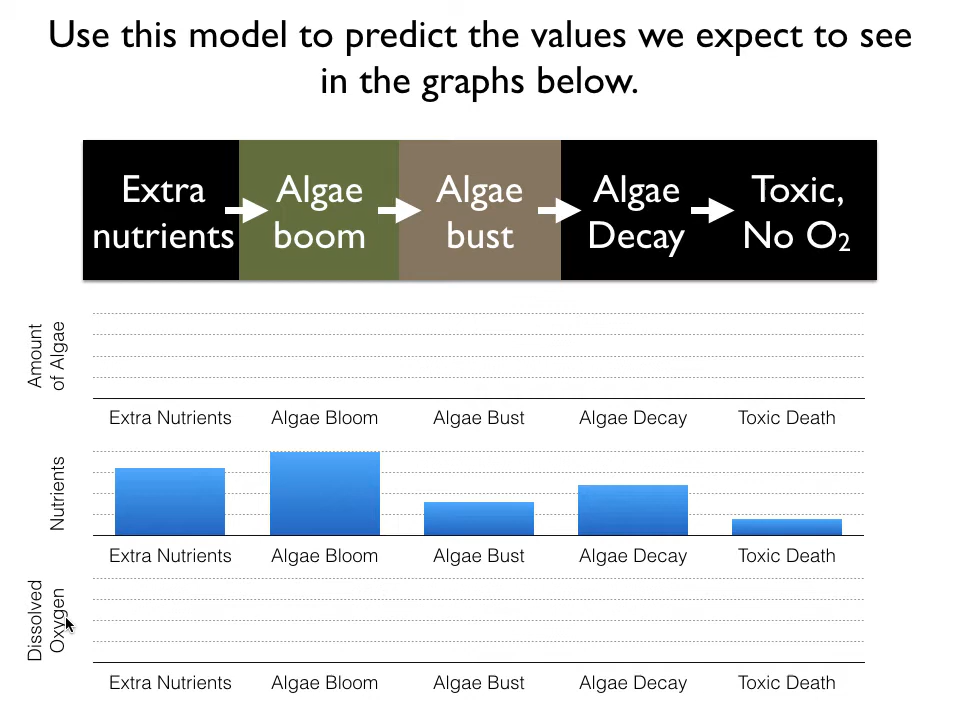 Use this model to predict the values we expect to see
in the graphs below.
Extra
nutrients
Algae
boom
Algae
bust
Algae
Decay
Toxic,
No O₂
Amount
of Algae
Extra Nutrients
Algae Bloom
Algae Bust
Algae Decay
Toxic Death
Nutrients
Extra Nutrients
Algae Bloom
Algae Bust
Algae Decay
Toxic Death
Dissolved
Oxygen
Extra Nutrients
Algae Bloom
Algae Bust
Algae Decay
Toxic Death